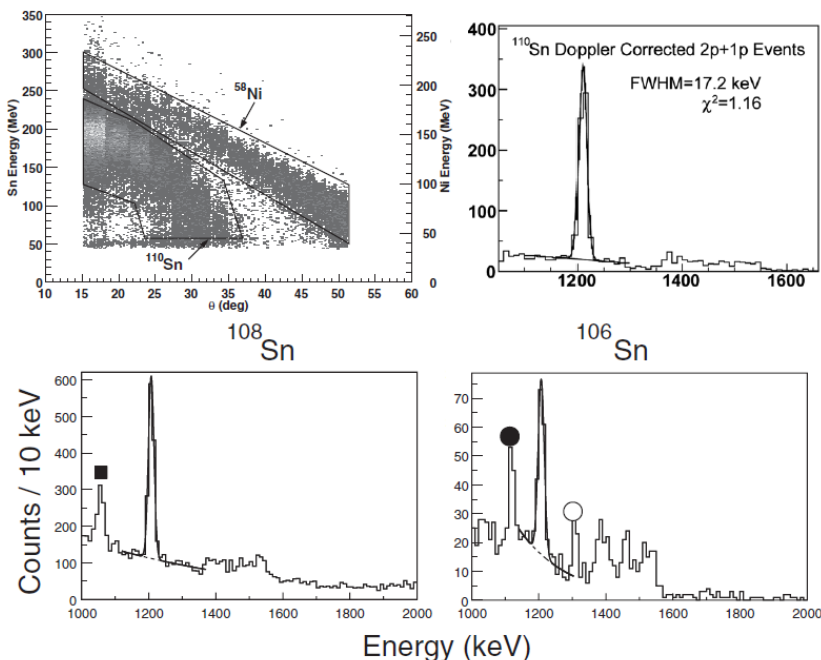 350
300
250
200
150
100
50
0
Sn Energy (MeV)
250
200
150
100
50
0
Ni Energy (MeV)
58Ni
110Sn
10 15 20 25 30 35 40 45 50 55 60
θ (deg)
400
300
200
100
0
110Sn Doppler Corrected 2p+1p Events
FWHM=17.2 keV
χ2=1.16
1200 1400 1600
108Sn
106Sn
Counts / 10 keV
600
500
400
300
200
100
0
1000 1200 1400 1600 1800 2000
70
60
50
40
30
20
10
0
1000 1200 1400 1600 1800 2000
Energy (keV)